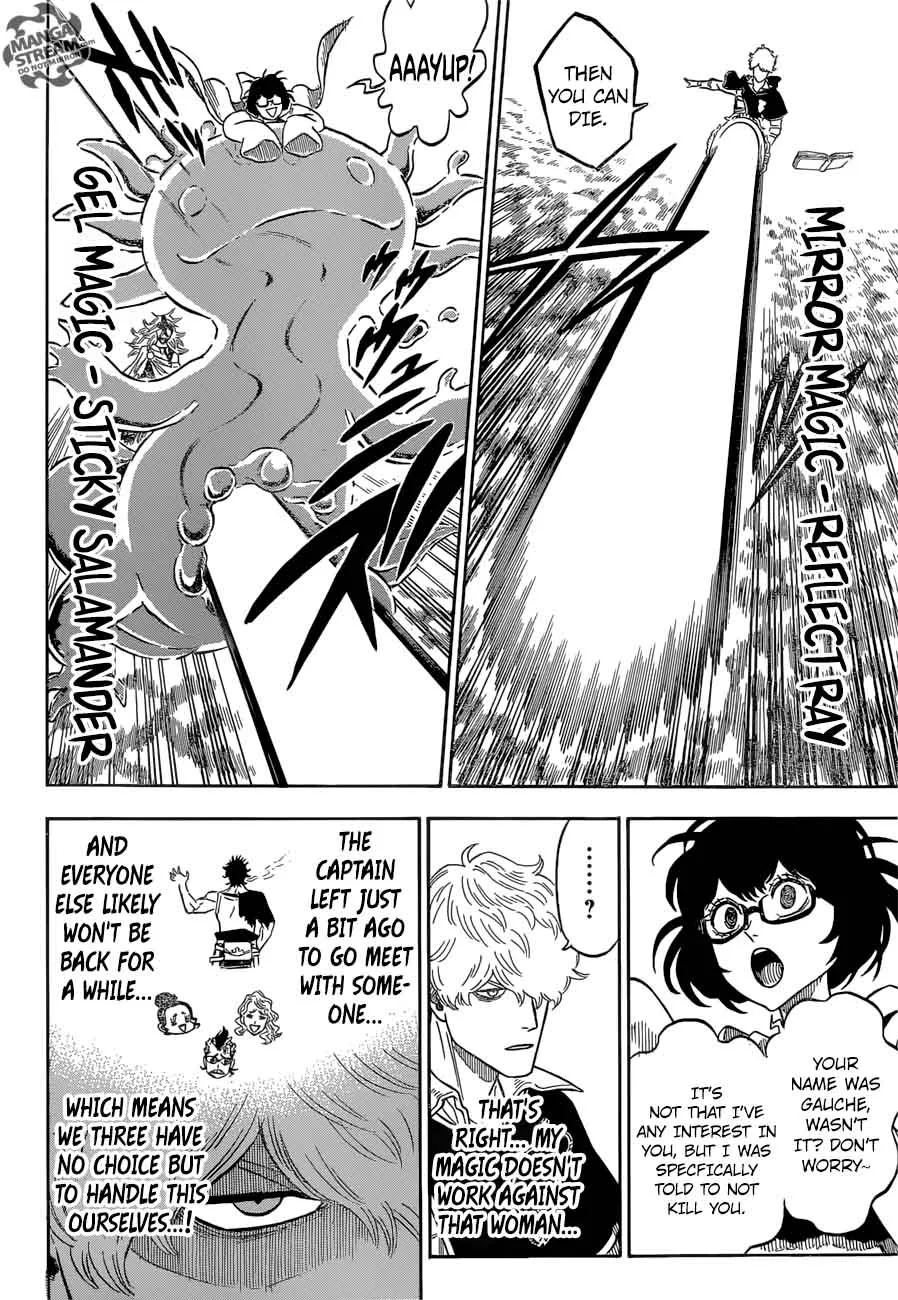 MANGA
STREAM
DO NOT MIRROR
THEN
YOU CAN
DIE.
MIRROR MAGIC - REFLECT RAY
AAAYUP!
GEL MAGIC - STICKY SALAMANDER
YOUR
NAME WAS
GAUCHE,
WASN'T
IT? DON'T
WORRY~
IT'S
NOT THAT I'VE
ANY INTEREST IN
YOU, BUT I WAS
SPECFICALLY
TOLD TO NOT
KILL YOU.
......?
THAT'S
RIGHT... MY
MAGIC DOESN'T
WORK AGAINST
THAT WOMAN...
THE
CAPTAIN
LEFT JUST
A BIT AGO
TO GO MEET
WITH SOME-
ONE...
AND
EVERYONE
ELSE LIKELY
WON'T BE
BACK FOR
A WHILE...
WHICH MEANS
WE THREE HAVE
NO CHOICE BUT
TO HANDLE THIS
OURSELVES...!